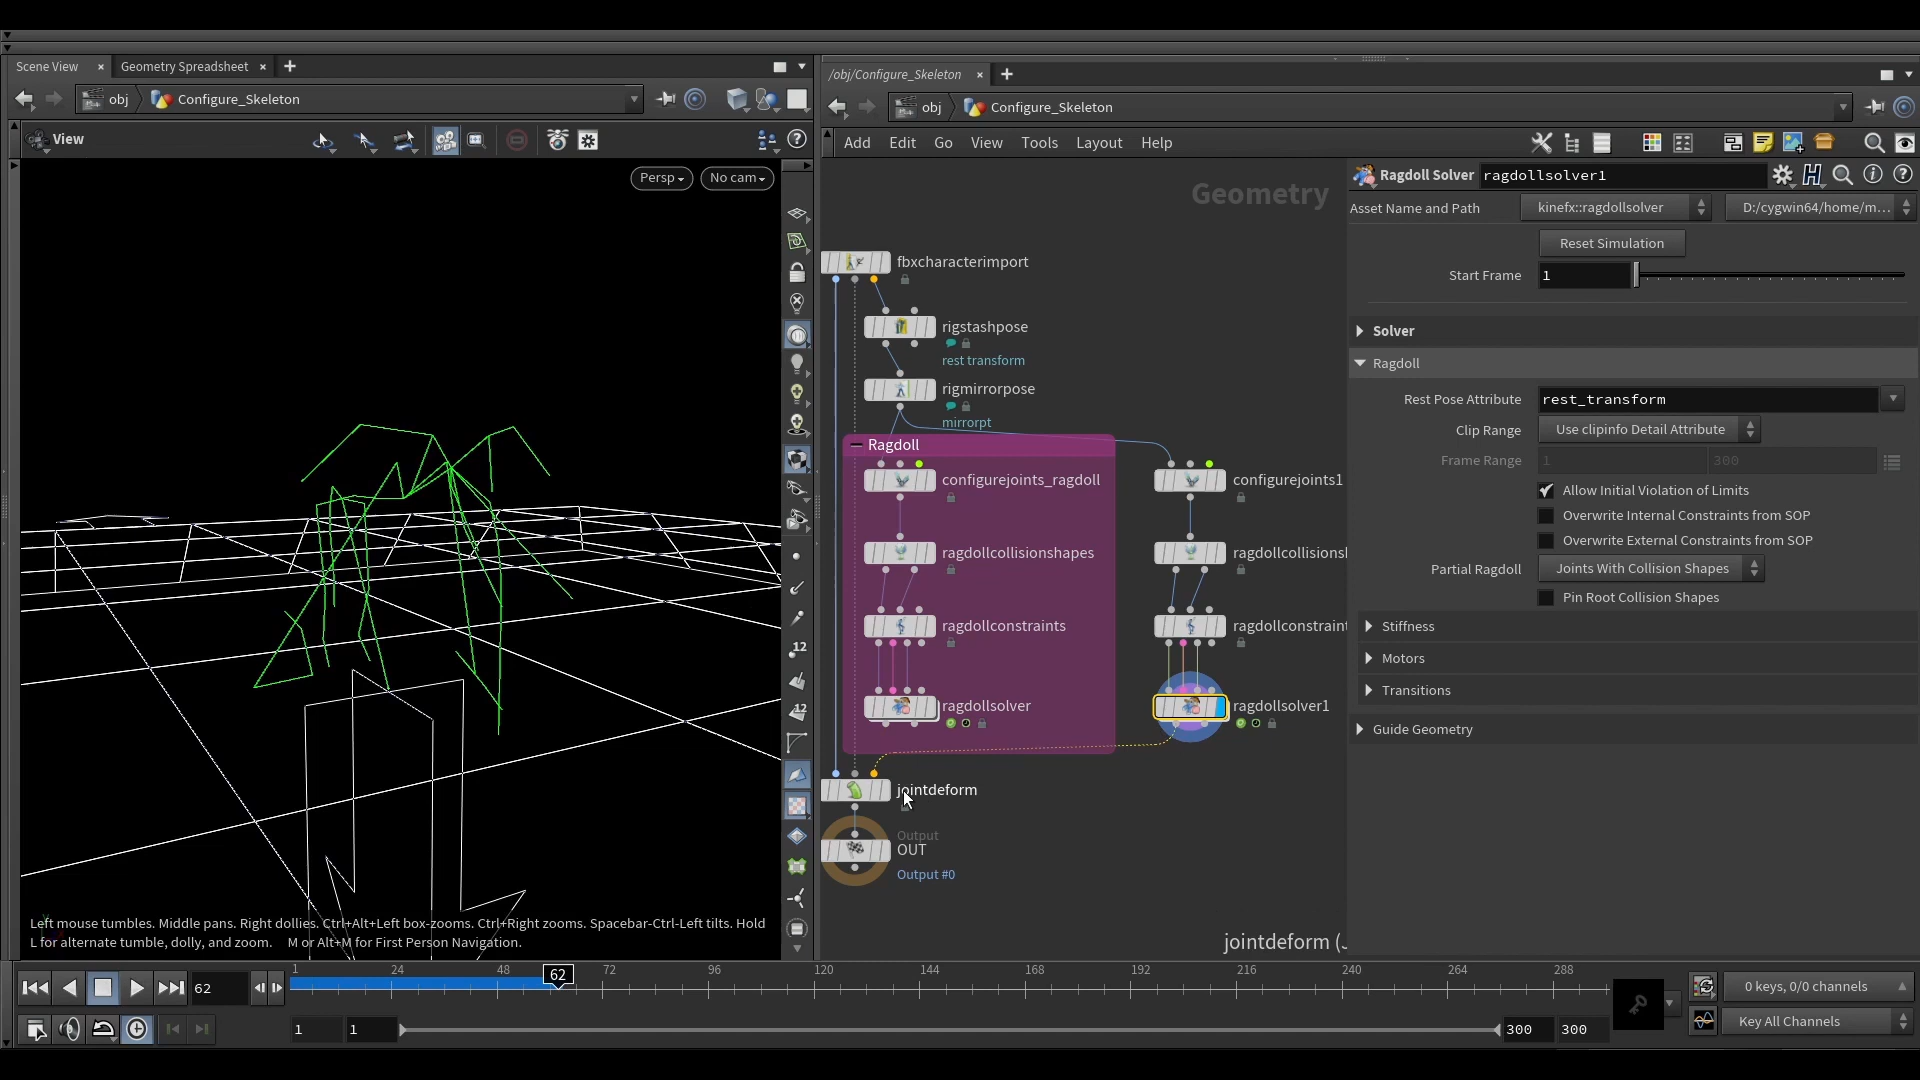 Scene View × Geometry Spreadsheet × +
obj Configure_Skeleton
View
Persp No cam
Left mouse tumbles. Middle pans. Right dollies. Ctrl+Alt+Left box-zooms. Ctrl+Right zooms. Spacebar-Ctrl-Left tilts. Hold
L for alternate tumble, dolly, and zoom. M or Alt+M for First Person Navigation.
12
12
/obj/Configure_Skeleton × +
obj Configure_Skeleton
Add Edit Go View Tools Layout Help
Geometry
fbxcharacterimport
rigstashpose
rest transform
rigmirrorpose
mirrorpt
Ragdoll
configurejoints_ragdoll
configurejoints1
ragdollcollisionshapes
ragdollcollisionsh
ragdollconstraints
ragdollconstraint
ragdollsolver
ragdollsolver1
jointdeform
Output
OUT
Output #0
jointdeform (J
Ragdoll Solver ragdollsolver1
Asset Name and Path kinefx::ragdollsolver D:/cygwin64/home/m...
Reset Simulation
Start Frame 1
Solver
Ragdoll
Rest Pose Attribute rest_transform
Clip Range Use clipinfo Detail Attribute
Frame Range 1 300
Allow Initial Violation of Limits
Overwrite Internal Constraints from SOP
Overwrite External Constraints from SOP
Partial Ragdoll Joints With Collision Shapes
Pin Root Collision Shapes
Stiffness
Motors
Transitions
Guide Geometry
62
1 24 48 62 72 96 120 144 168 192 216 240 264 288
0 keys, 0/0 channels
1 1 300 300
Key All Channels